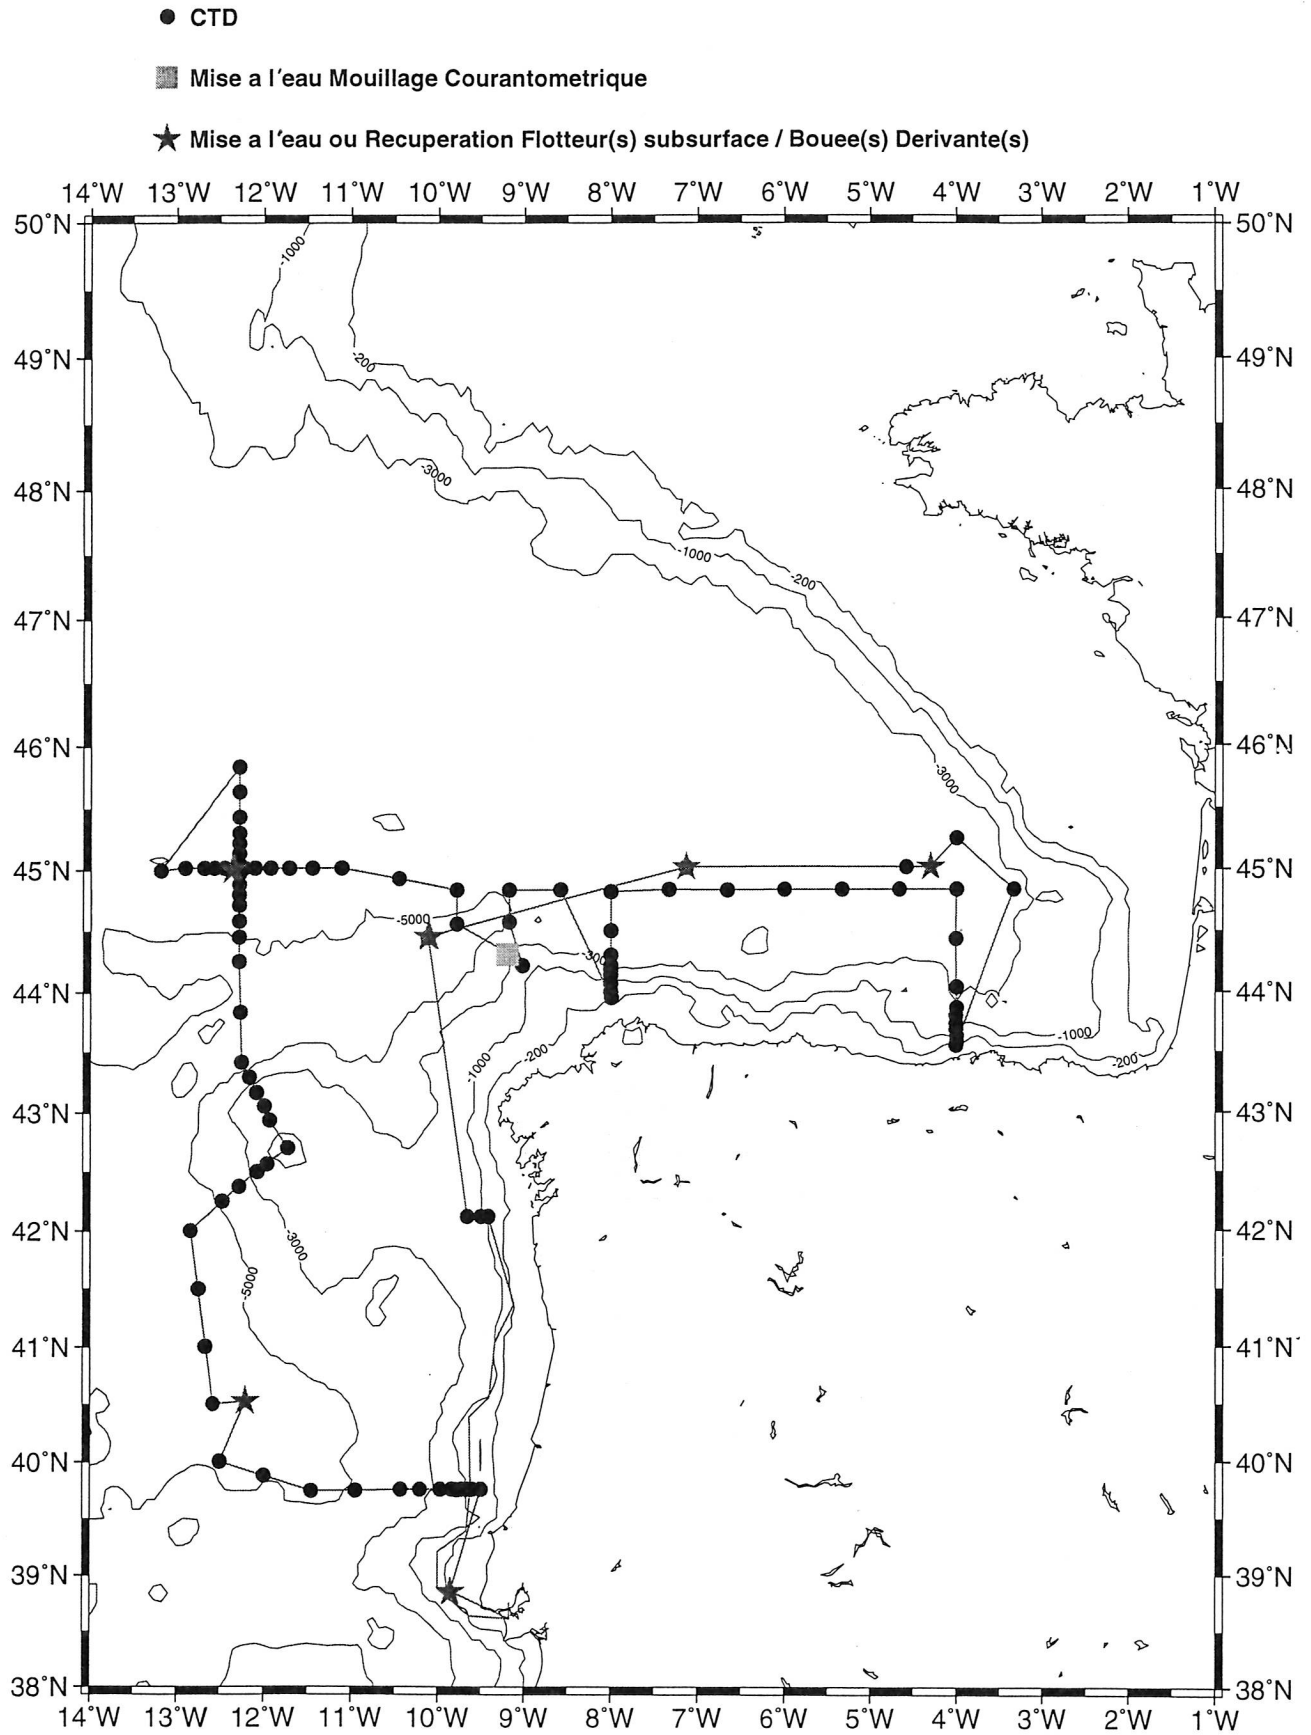 CTD
Mise a l'eau Mouillage Courantometrique
Mise a l'eau ou Recuperation Flotteur(s) subsurface / Bouee(s) Derivante(s)
14°W 13°W 12°W 11°W 10°W 9°W 8°W 7°W 6°W 5°W 4°W 3°W 2°W 1°W
50°N 50°N
-1000
49°N -200 49°N
-3000
48°N 48°N
-1000
-200
47°N 47°N
46°N 46°N
-3000
45°N 45°N
-5000
-300
44°N 44°N
-1000
-1000 -200 -200
43°N 43°N
42°N 42°N
-3000
-5000
41°N 41°N
40°N 40°N
39°N 39°N
38°N 38°N
14°W 13°W 12°W 11°W 10°W 9°W 8°W 7°W 6°W 5°W 4°W 3°W 2°W 1°W